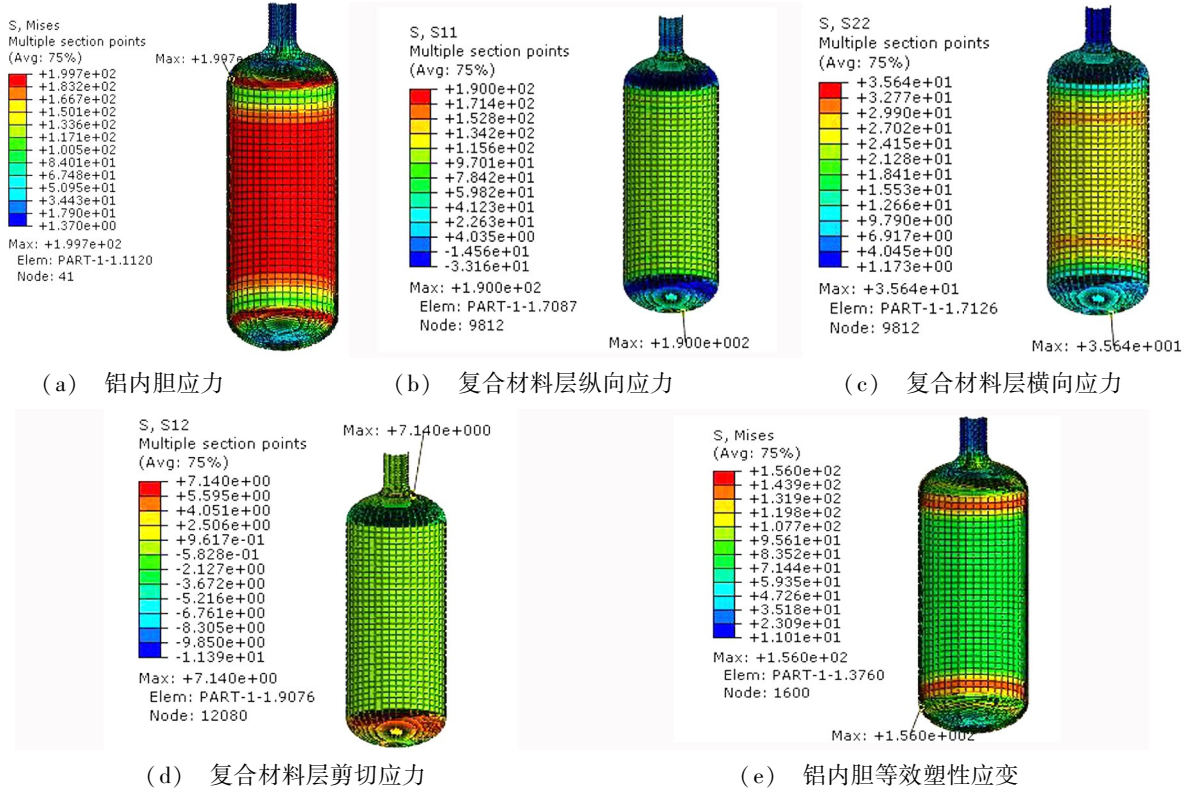 S, Mises
Multiple section points
(Avg: 75%)
+1.997e+02
+1.832e+02
+1.667e+02
+1.501e+02
+1.336e+02
+1.171e+02
+1.005e+02
+8.401e+01
+6.748e+01
+5.095e+01
+3.443e+01
+1.790e+01
+1.370e+00
Max: +1.997e+02
Elem: PART-1-1.1120
Node: 41
Max: +1.997e
(a) 铝内胆应力
S, S11
Multiple section points
(Avg: 75%)
+1.900e+02
+1.714e+02
+1.528e+02
+1.342e+02
+1.156e+02
+9.701e+01
+7.842e+01
+5.982e+01
+4.123e+01
+2.263e+01
+4.035e+00
-1.456e+01
-3.316e+01
Max: +1.900e+02
Elem: PART-1-1.7087
Node: 9812
Max: +1.900e+002
(b) 复合材料层纵向应力
S, S22
Multiple section points
(Avg: 75%)
+3.564e+01
+3.277e+01
+2.990e+01
+2.702e+01
+2.415e+01
+2.128e+01
+1.841e+01
+1.553e+01
+1.266e+01
+9.790e+00
+6.917e+00
+4.045e+00
+1.173e+00
Max: +3.564e+01
Elem: PART-1-1.7126
Node: 9812
Max: +3.564e+001
(c) 复合材料层横向应力
S, S12
Multiple section points
(Avg: 75%)
+7.140e+00
+5.595e+00
+4.051e+00
+2.506e+00
+9.617e-01
-5.828e-01
-2.127e+00
-3.672e+00
-5.216e+00
-6.761e+00
-8.305e+00
-9.850e+00
-1.139e+01
Max: +7.140e+00
Elem: PART-1-1.9076
Node: 12080
Max: +7.140e+000
(d) 复合材料层剪切应力
S, Mises
(Avg: 75%)
+1.560e+02
+1.439e+02
+1.319e+02
+1.198e+02
+1.077e+02
+9.561e+01
+8.352e+01
+7.144e+01
+5.935e+01
+4.726e+01
+3.518e+01
+2.309e+01
+1.101e+01
Max: +1.560e+02
Elem: PART-1-1.3760
Node: 1600
Max: +1.560e+002
(e) 铝内胆等效塑性应变